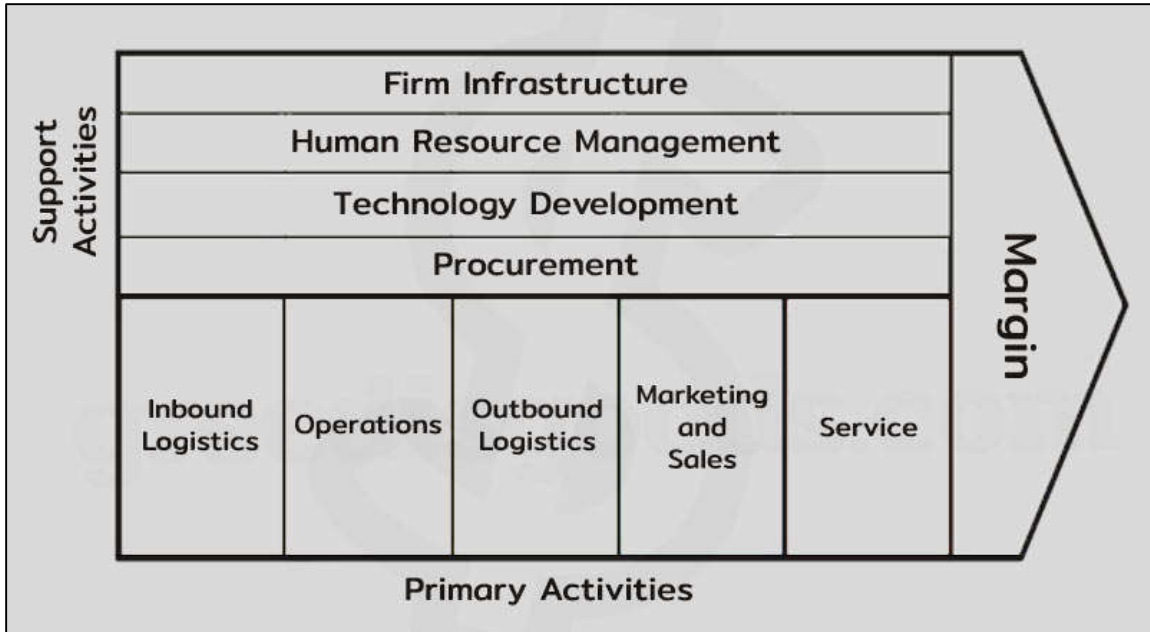 Support
Activities
Firm Infrastructure
Human Resource Management
Technology Development
Procurement
Inbound
Logistics
Operations
Outbound
Logistics
Marketing
and
Sales
Service
Margin
Primary Activities